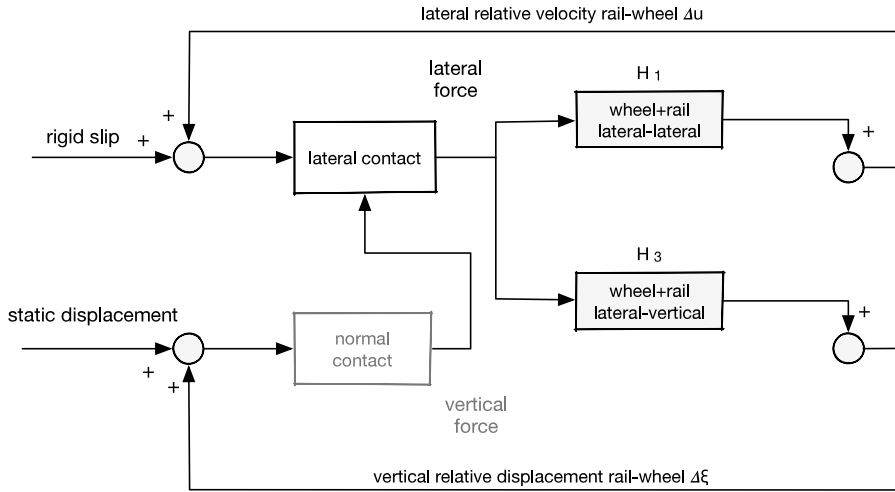 lateral relative velocity rail-wheel Δu
lateral
force
H 1
+
rigid slip
+
lateral contact
wheel+rail
lateral-lateral
+
H 3
static displacement
+
+
normal
contact
wheel+rail
lateral-vertical
+
vertical
force
vertical relative displacement rail-wheel Δξ